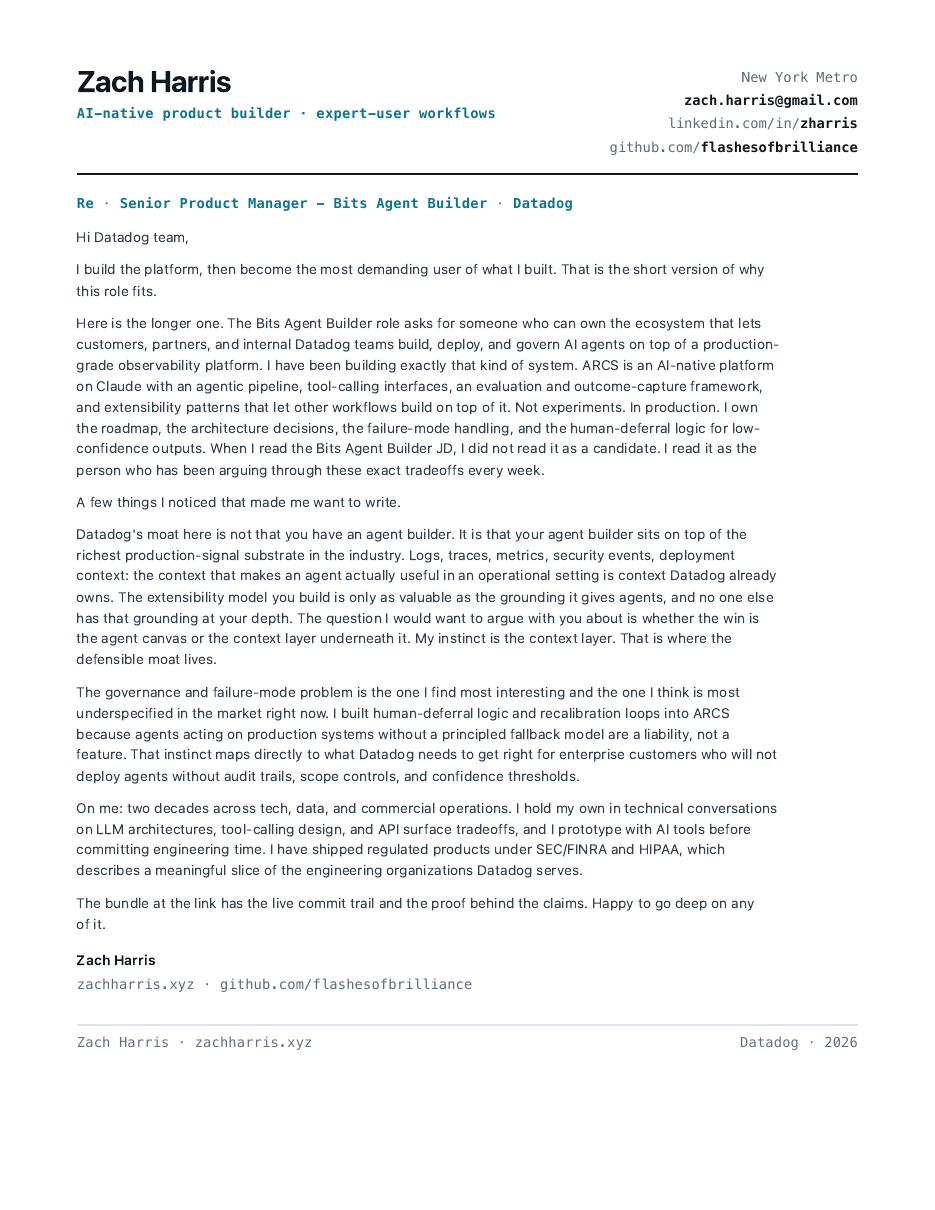 Zach Harris
AI-native product builder · expert-user workflows
New York Metro
zach.harris@gmail.com
linkedin.com/in/zharris
github.com/flashesofbrilliance
Re · Senior Product Manager – Bits Agent Builder · Datadog
Hi Datadog team,
I build the platform, then become the most demanding user of what I built. That is the short version of why
this role fits.
Here is the longer one. The Bits Agent Builder role asks for someone who can own the ecosystem that lets
customers, partners, and internal Datadog teams build, deploy, and govern AI agents on top of a production-
grade observability platform. I have been building exactly that kind of system. ARCS is an AI-native platform
on Claude with an agentic pipeline, tool-calling interfaces, an evaluation and outcome-capture framework,
and extensibility patterns that let other workflows build on top of it. Not experiments. In production. I own
the roadmap, the architecture decisions, the failure-mode handling, and the human-deferral logic for low-
confidence outputs. When I read the Bits Agent Builder JD, I did not read it as a candidate. I read it as the
person who has been arguing through these exact tradeoffs every week.
A few things I noticed that made me want to write.
Datadog's moat here is not that you have an agent builder. It is that your agent builder sits on top of the
richest production-signal substrate in the industry. Logs, traces, metrics, security events, deployment
context: the context that makes an agent actually useful in an operational setting is context Datadog already
owns. The extensibility model you build is only as valuable as the grounding it gives agents, and no one else
has that grounding at your depth. The question I would want to argue with you about is whether the win is
the agent canvas or the context layer underneath it. My instinct is the context layer. That is where the
defensible moat lives.
The governance and failure-mode problem is the one I find most interesting and the one I think is most
underspecified in the market right now. I built human-deferral logic and recalibration loops into ARCS
because agents acting on production systems without a principled fallback model are a liability, not a
feature. That instinct maps directly to what Datadog needs to get right for enterprise customers who will not
deploy agents without audit trails, scope controls, and confidence thresholds.
On me: two decades across tech, data, and commercial operations. I hold my own in technical conversations
on LLM architectures, tool-calling design, and API surface tradeoffs, and I prototype with AI tools before
committing engineering time. I have shipped regulated products under SEC/FINRA and HIPAA, which
describes a meaningful slice of the engineering organizations Datadog serves.
The bundle at the link has the live commit trail and the proof behind the claims. Happy to go deep on any
of it.
Zach Harris
zachharris.xyz · github.com/flashesofbrilliance
Zach Harris · zachharris.xyz
Datadog · 2026